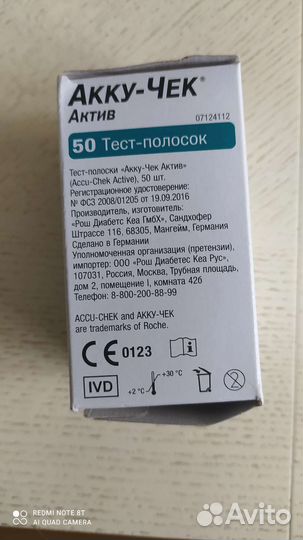 АККУ-ЧЕК®
АКТИВ
07124112
50 Тест-полосок
Тест-полоски «Акку-Чек Актив»
(Accu-Chek Active), 50 шт.
Регистрационное удостоверение:
№ ФСЗ 2008/01205 от 19.09.2016
Производитель, изготовитель:
«Рош Диабетс Кеа ГмбХ», Сандхофер
Штрассе 116, 68305, Мангейм, Германия
Сделано в Германии
Уполномоченная организация (претензии),
импортер: ООО «Рош Диабетс Кеа Рус»,
107031, Россия, Москва, Трубная площадь,
дом 2, помещение I, комната 42б
Телефон: 8-800-200-88-99
ACCU-CHEK and АККУ-ЧЕК
are trademarks of Roche.
CE 0123
IVD
+2 °C
+30 °C
REDMI NOTE 8T
AI QUAD CAMERA
Avito